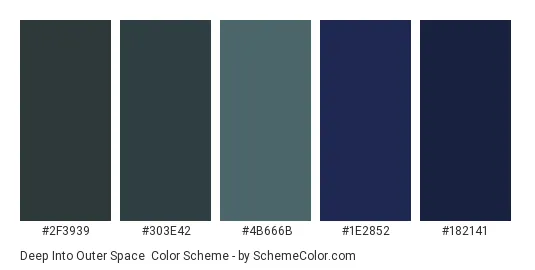 #2F3939 #303E42 #4B666B #1E2852 #182141
Deep Into Outer Space Color Scheme - by SchemeColor.com